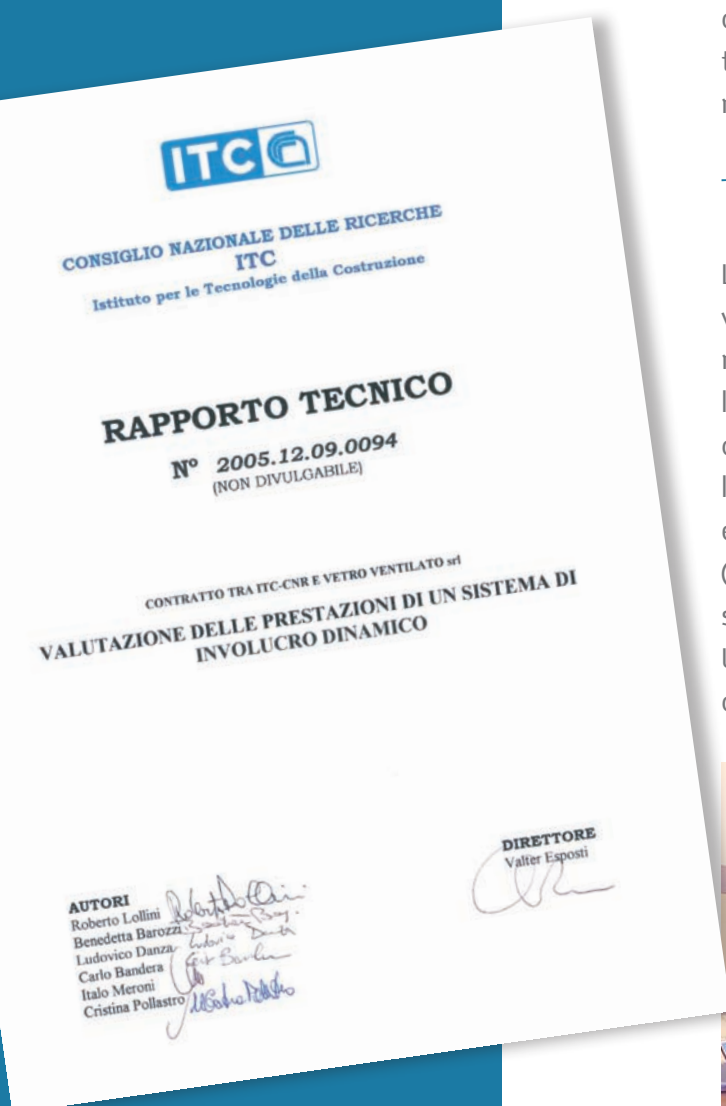 ITC
CONSIGLIO NAZIONALE DELLE RICERCHE
ITC
Istituto per le Tecnologie della Costruzione
RAPPORTO TECNICO
N° 2005.12.09.0094
(NON DIVULGABILE)
CONTRATTO TRA ITC-CNR E VETRO VENTILATO srl
VALUTAZIONE DELLE PRESTAZIONI DI UN SISTEMA DI
INVOLUCRO DINAMICO
DIRETTORE
Valter Esposti
AUTORI
Roberto Lollini
Benedetta Barozzi
Ludovico Danza
Carlo Bandera
Italo Meroni
Cristina Pollastro